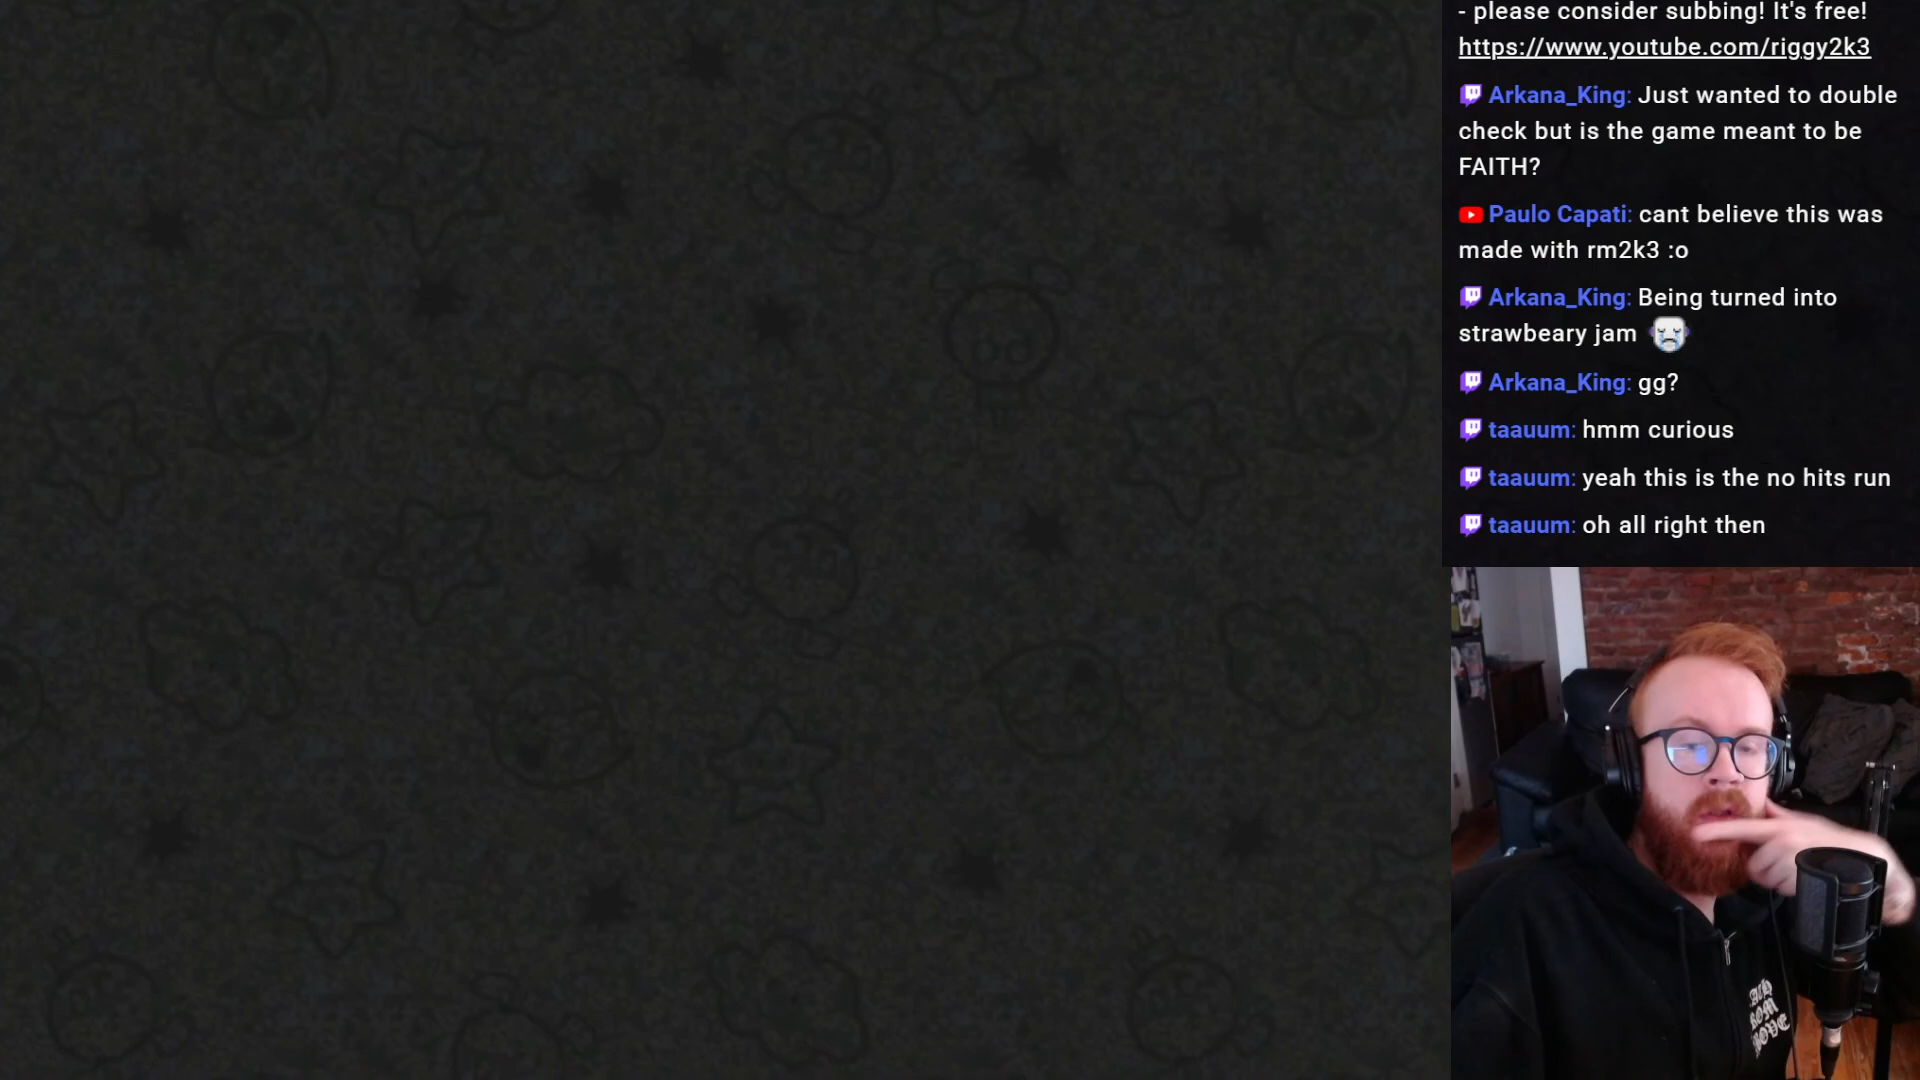 - please consider subbing! It's free!
https://www.youtube.com/riggy2k3
Arkana_King: Just wanted to double
check but is the game meant to be
FAITH?
Paulo Capati: cant believe this was
made with rm2k3 :o
Arkana_King: Being turned into
strawbeary jam
Arkana_King: gg?
taauum: hmm curious
taauum: yeah this is the no hits run
taauum: oh all right then